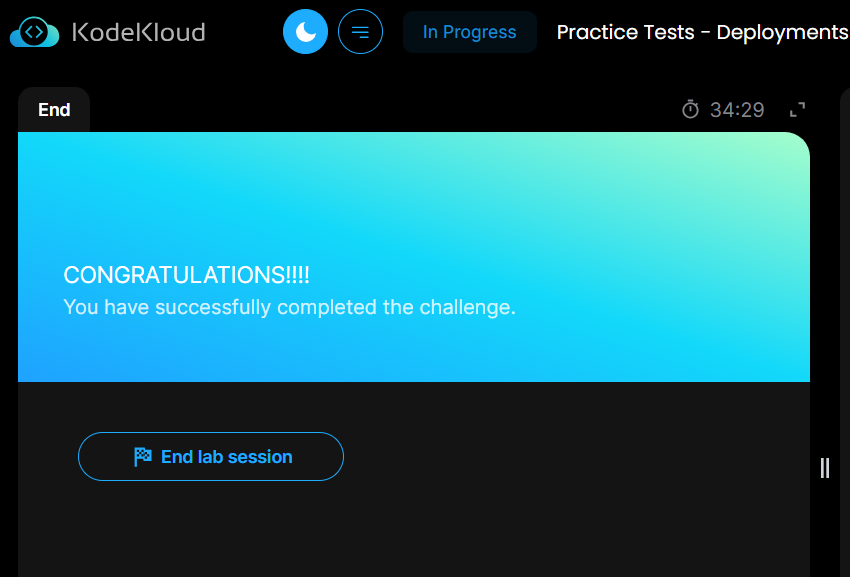 KodeKloud
In Progress
Practice Tests - Deployments
End
34:29
CONGRATULATIONS!!!!
You have successfully completed the challenge.
End lab session